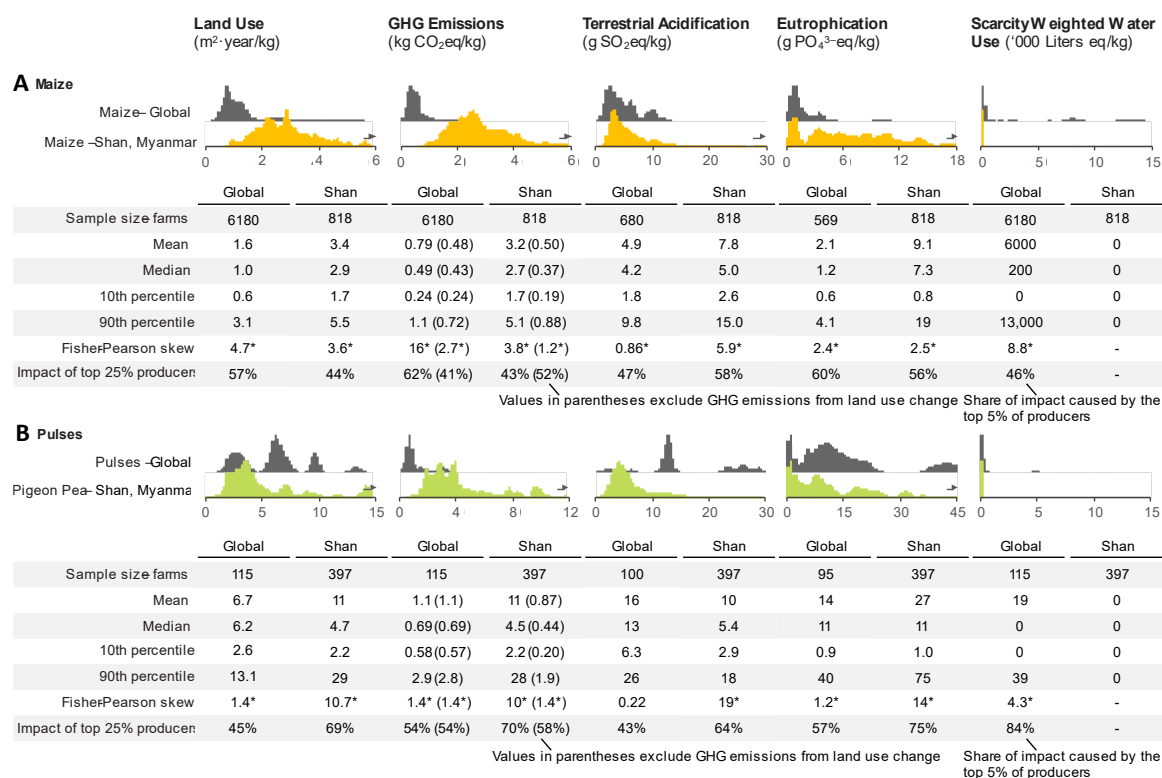 Land Use GHG Emissions Terrestrial Acidification Eutrophication ScarcityWeighted Water
(m²·year/kg) (kg CO₂eq/kg) (g SO₂eq/kg) (g PO₄³⁻eq/kg) Use (‘000 Liters eq/kg)
A Maize
Maize– Global
Maize –Shan, Myanmar
0 2 ,4 6 0 2 4 6 0 10 20 30 0 6 12 18 0 5 10 15
Global Shan Global Shan Global Shan Global Shan Global Shan
Sample size– farms 6180 818 6180 818 680 818 569 818 6180 818
Mean 1.6 3.4 0.79 (0.48) 3.2 (0.50) 4.9 7.8 2.1 9.1 6000 0
Median 1.0 2.9 0.49 (0.43) 2.7 (0.37) 4.2 5.0 1.2 7.3 200 0
10th percentile 0.6 1.7 0.24 (0.24) 1.7 (0.19) 1.8 2.6 0.6 0.8 0 0
90th percentile 3.1 5.5 1.1 (0.72) 5.1 (0.88) 9.8 15.0 4.1 19 13,000 0
Fisher-Pearson skew 4.7* 3.6* 16* (2.7*) 3.8* (1.2*) 0.86* 5.9* 2.4* 2.5* 8.8* -
Impact of top 25% producers 57% 44% 62% (41%) 43% (52%) 47% 58% 60% 56% 46% -
Values in parentheses exclude GHG emissions from land use change Share of impact caused by the
top 5% of producers
B Pulses
Pulses –Global
Pigeon Pea– Shan, Myanma
0 5 10 15 0 4 8 12 0 10 20 30 0 15 30 45 0 5 10 15
Global Shan Global Shan Global Shan Global Shan Global Shan
Sample size– farms 115 397 115 397 100 397 95 397 115 397
Mean 6.7 11 1.1 (1.1) 11 (0.87) 16 10 14 27 19 0
Median 6.2 4.7 0.69 (0.69) 4.5 (0.44) 13 5.4 11 11 0 0
10th percentile 2.6 2.2 0.58 (0.57) 2.2 (0.20) 6.3 2.9 0.9 1.0 0 0
90th percentile 13.1 29 2.9 (2.8) 28 (1.9) 26 18 40 75 39 0
Fisher-Pearson skew 1.4* 10.7* 1.4* (1.4*) 10* (1.4*) 0.22 19* 1.2* 14* 4.3* -
Impact of top 25% producers 45% 69% 54% (54%) 70% (58%) 43% 64% 57% 75% 84% -
Values in parentheses exclude GHG emissions from land use change Share of impact caused by the
top 5% of producers